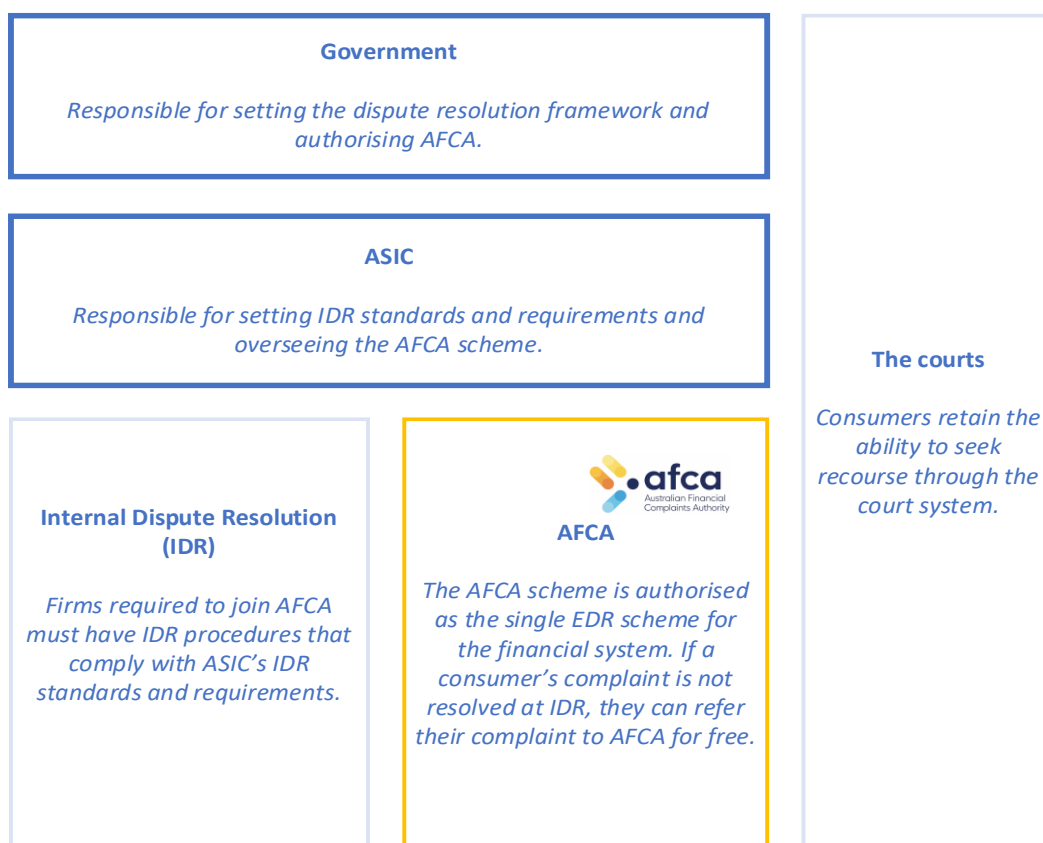 Government
Responsible for setting the dispute resolution framework and
authorising AFCA.
ASIC
Responsible for setting IDR standards and requirements and
overseeing the AFCA scheme.
Internal Dispute Resolution
(IDR)
Firms required to join AFCA
must have IDR procedures that
comply with ASIC’s IDR
standards and requirements.
afca
Australian Financial
Complaints Authority
AFCA
The AFCA scheme is authorised
as the single EDR scheme for
the financial system. If a
consumer’s complaint is not
resolved at IDR, they can refer
their complaint to AFCA for free.
The courts
Consumers retain the
ability to seek
recourse through the
court system.